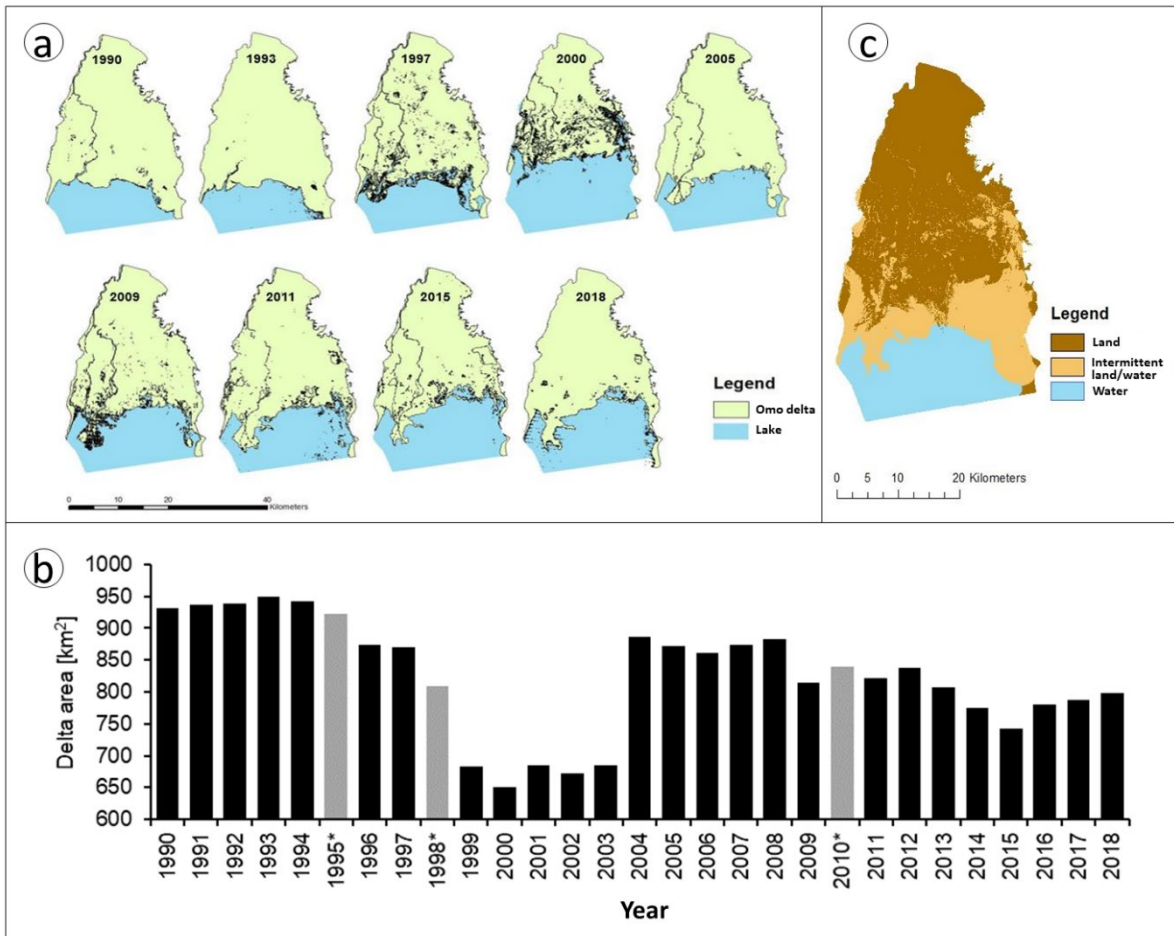 a
1990
1993
1997
2000
2005
2009
2011
2015
2018
Legend
Omo delta
Lake
0 10 20 40
Kilometers
c
Legend
Land
Intermittent
land/water
Water
0 5 10 20 Kilometers
b
Delta area [km²]
1000
950
900
850
800
750
700
650
600
1990
1991
1992
1993
1994
1995*
1996
1997
1998*
1999
2000
2001
2002
2003
2004
2005
2006
2007
2008
2009
2010*
2011
2012
2013
2014
2015
2016
2017
2018
Year